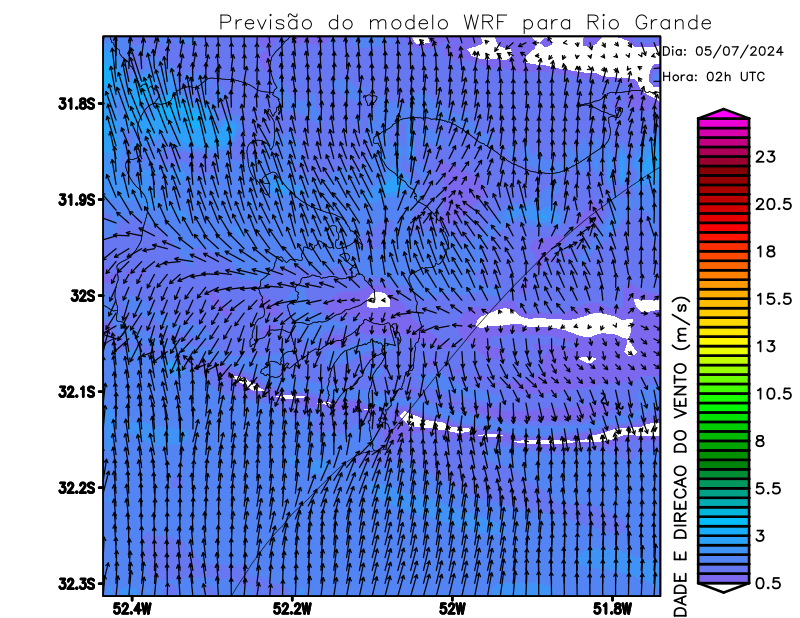 Previsão do modelo WRF para Rio Grande
Dia: 05/07/2024
Hora: 02h UTC
31.8S
31.9S
32S
32.1S
32.2S
32.3S
52.4W
52.2W
52W
51.8W
DADE E DIRECAO DO VENTO (m/s)
23
20.5
18
15.5
13
10.5
8
5.5
3
0.5